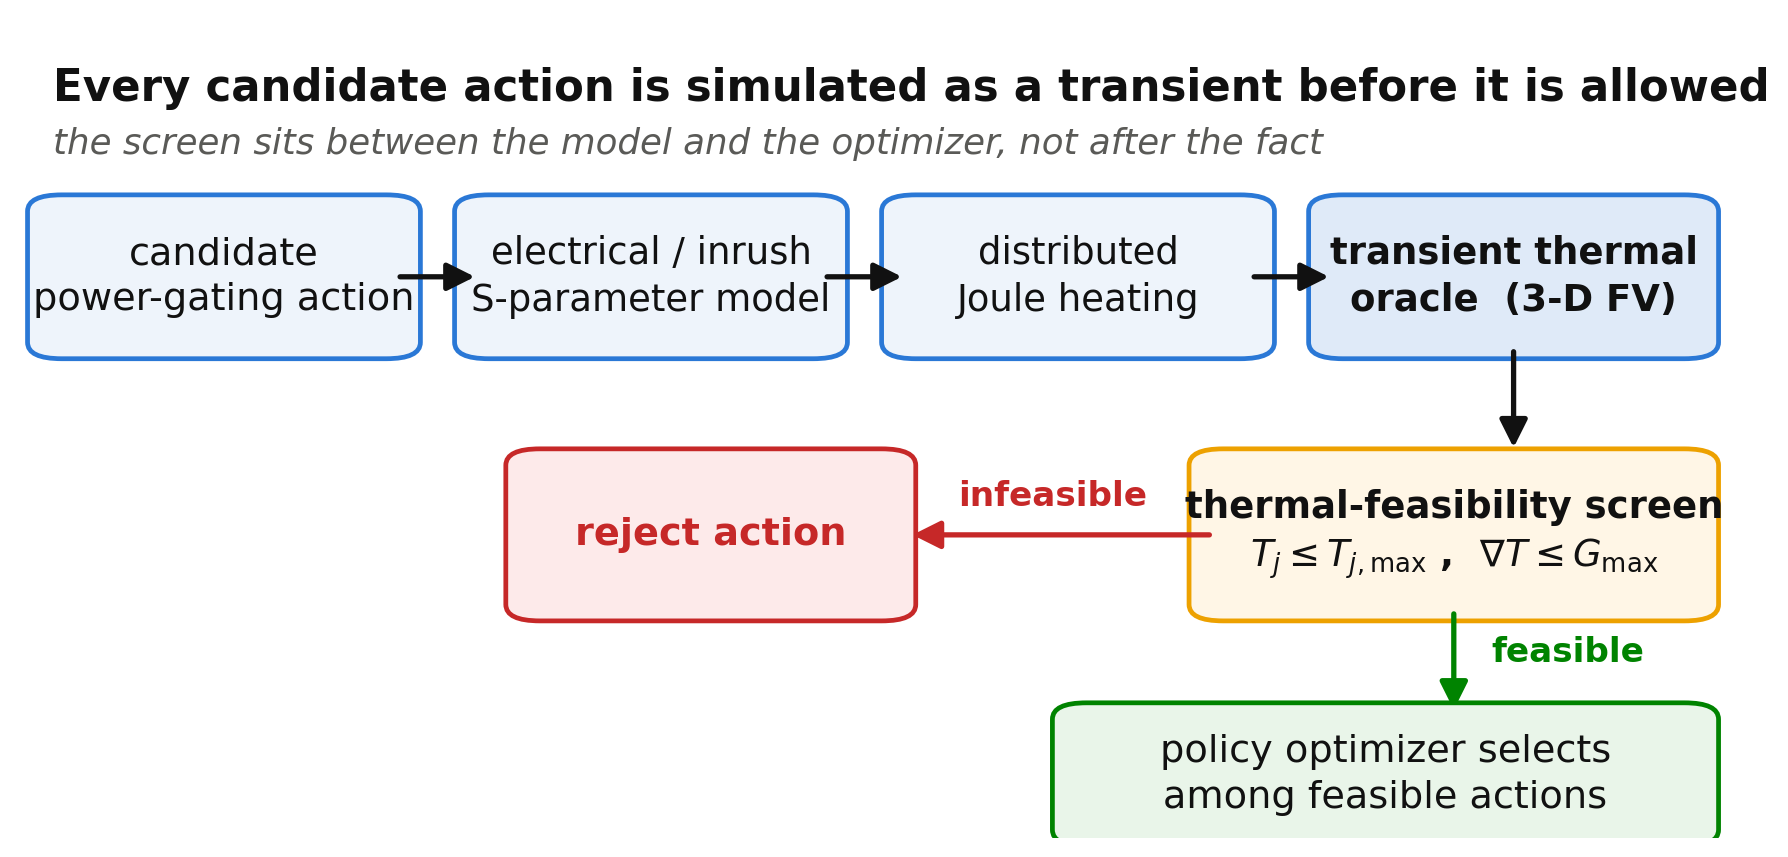 Every candidate action is simulated as a transient before it is allowed
the screen sits between the model and the optimizer, not after the fact
candidate
power-gating action
electrical / inrush
S-parameter model
distributed
Joule heating
transient thermal
oracle (3-D FV)
reject action
infeasible
thermal-feasibility screen
T_j ≤ T_{j,max} , ∇T ≤ G_max
feasible
policy optimizer selects
among feasible actions